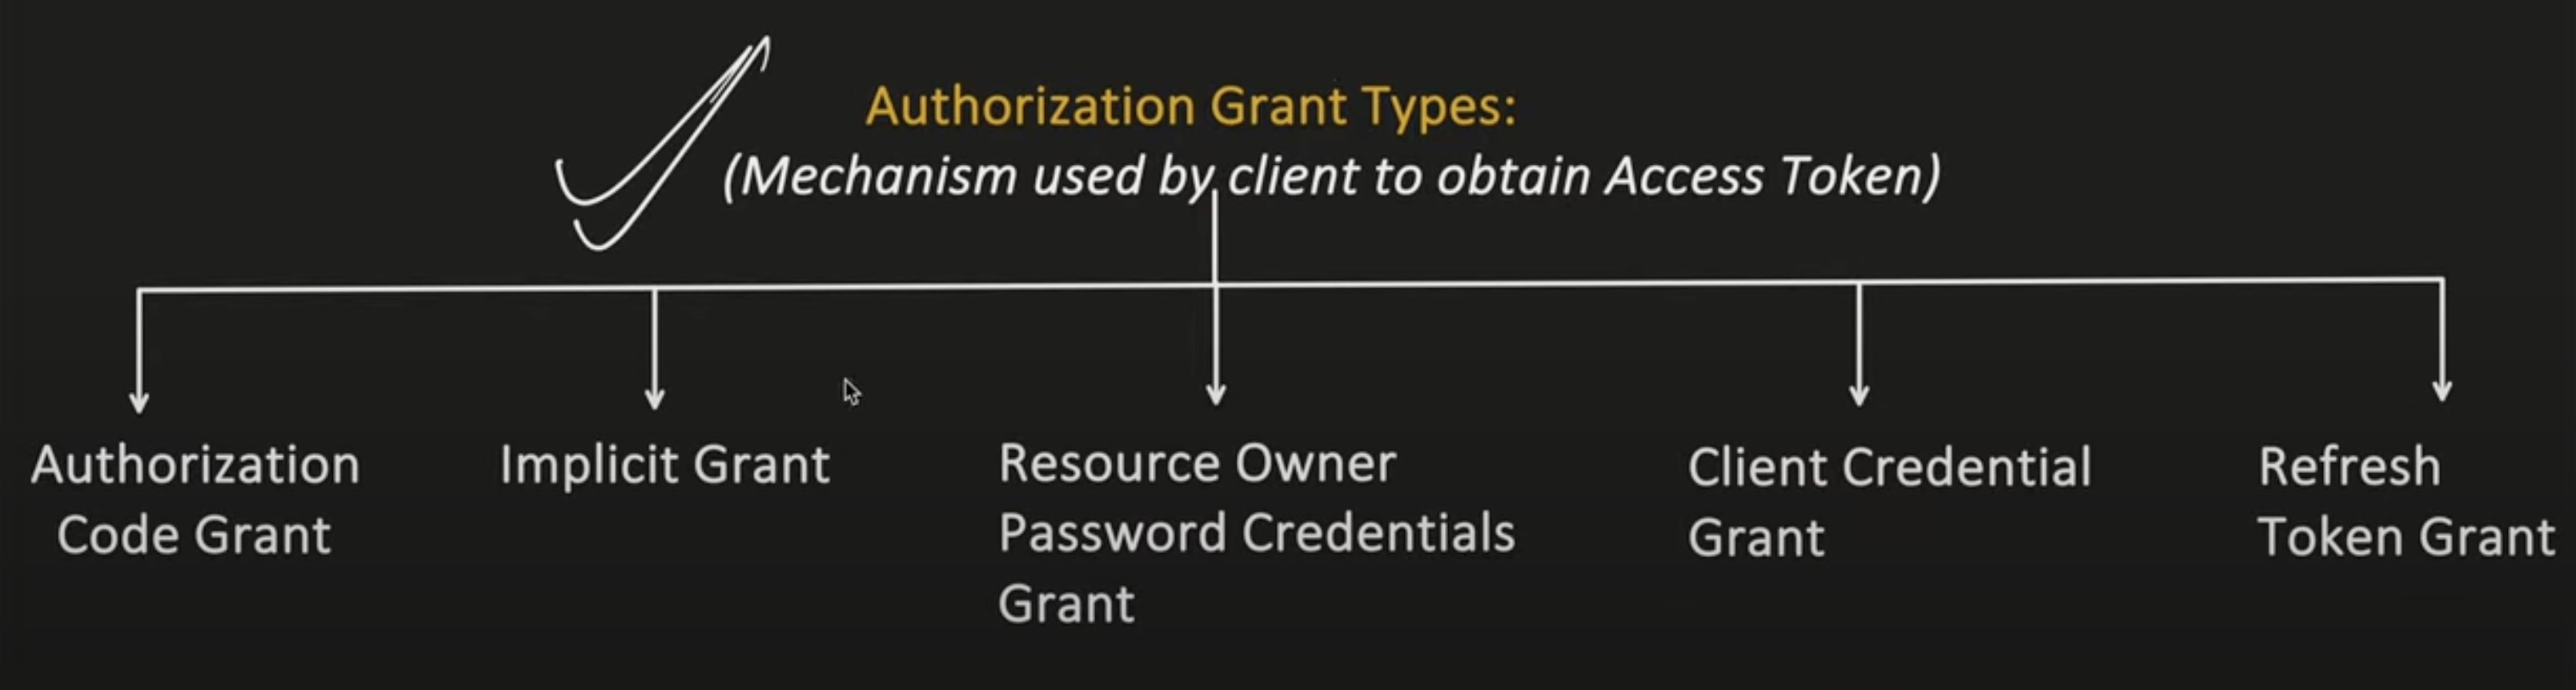 Authorization Grant Types:
(Mechanism used by client to obtain Access Token)
Authorization
Code Grant
Implicit Grant
Resource Owner
Password Credentials
Grant
Client Credential
Grant
Refresh
Token Grant